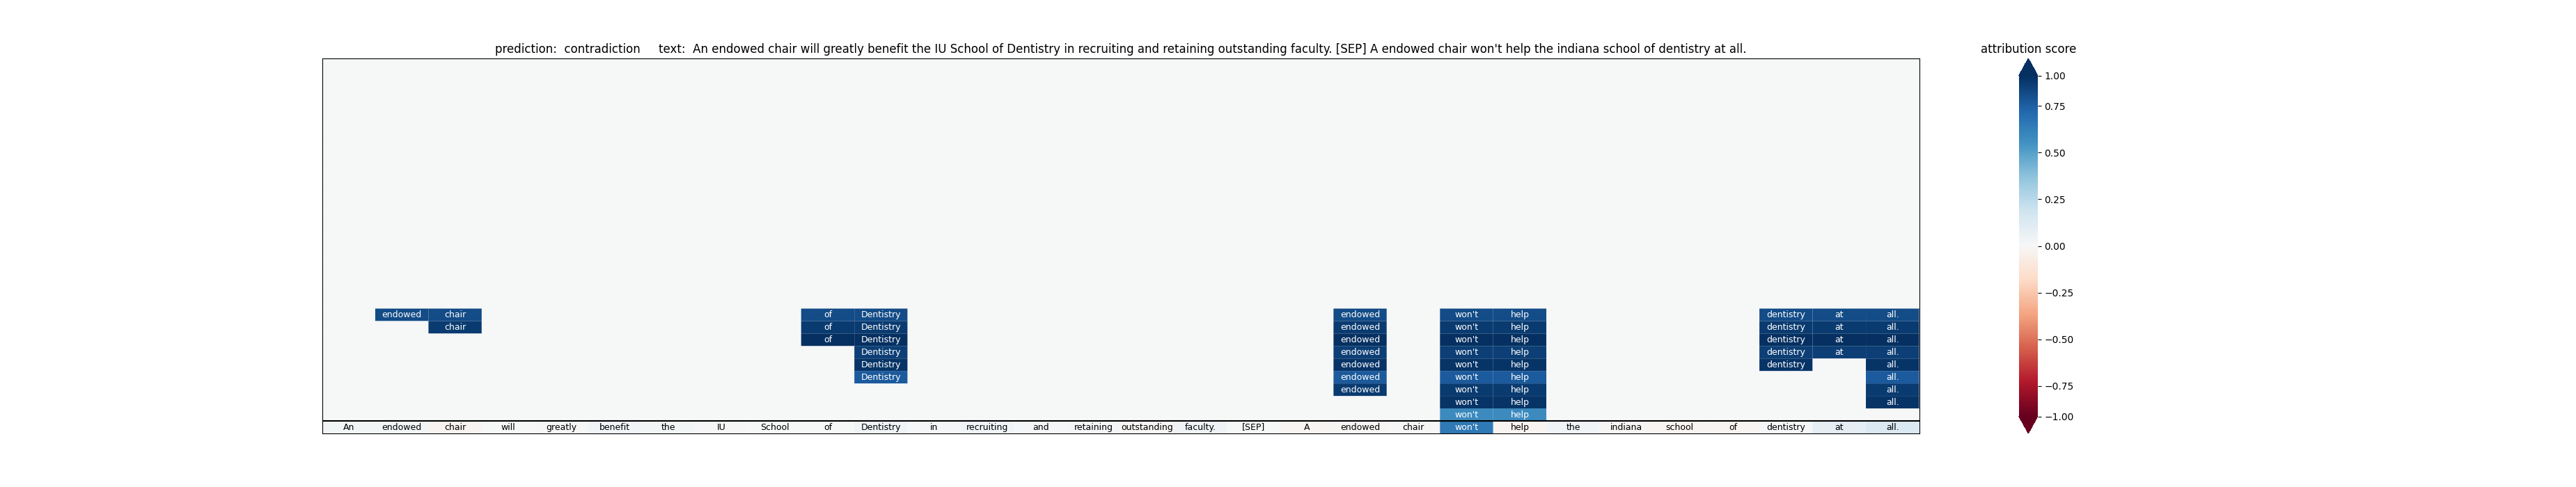 prediction:  contradiction     text:  An endowed chair will greatly benefit the IU School of Dentistry in recruiting and retaining outstanding faculty. [SEP] A endowed chair won't help the indiana school of dentistry at all.
attribution score
endowed chair of Dentistry endowed won't help dentistry at all.
chair of Dentistry endowed won't help dentistry at all.
of Dentistry endowed won't help dentistry at all.
Dentistry endowed won't help dentistry at all.
Dentistry endowed won't help dentistry all.
Dentistry endowed won't help all.
endowed won't help all.
won't help all.
won't help
An endowed chair will greatly benefit the IU School of Dentistry in recruiting and retaining outstanding faculty. [SEP] A endowed chair won't help the indiana school of dentistry at all.
1.00
0.75
0.50
0.25
0.00
−0.25
−0.50
−0.75
−1.00